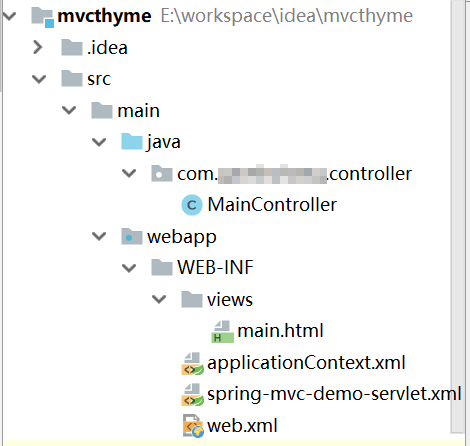 mvcthyme E:\workspace\idea\mvcthyme
.idea
src
main
java
com. .controller
C MainController
webapp
WEB-INF
views
H main.html
applicationContext.xml
spring-mvc-demo-servlet.xml
web.xml